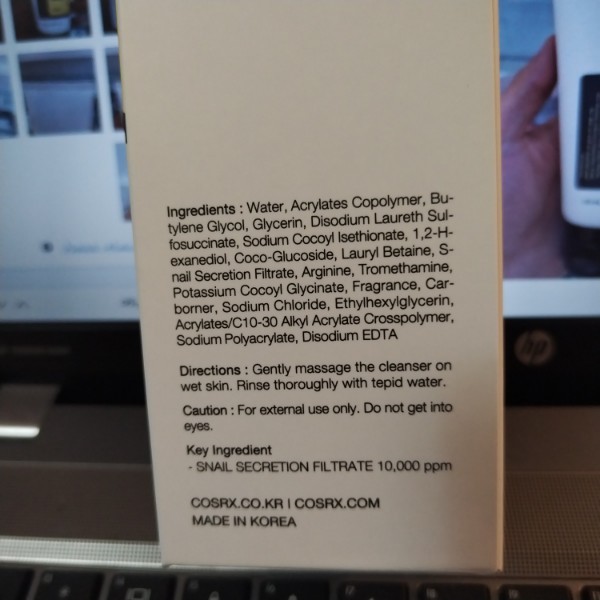 Ingredients : Water, Acrylates Copolymer, Bu-
tylene Glycol, Glycerin, Disodium Laureth Sul-
fosuccinate, Sodium Cocoyl Isethionate, 1,2-H-
exanediol, Coco-Glucoside, Lauryl Betaine, S-
nail Secretion Filtrate, Arginine, Tromethamine,
Potassium Cocoyl Glycinate, Fragrance, Car-
bomer, Sodium Chloride, Ethylhexylglycerin,
Acrylates/C10-30 Alkyl Acrylate Crosspolymer,
Sodium Polyacrylate, Disodium EDTA
Directions : Gently massage the cleanser on
wet skin. Rinse thoroughly with tepid water.
Caution : For external use only. Do not get into
eyes.
Key Ingredient
- SNAIL SECRETION FILTRATE 10,000 ppm
COSRX.CO.KR | COSRX.COM
MADE IN KOREA
hp